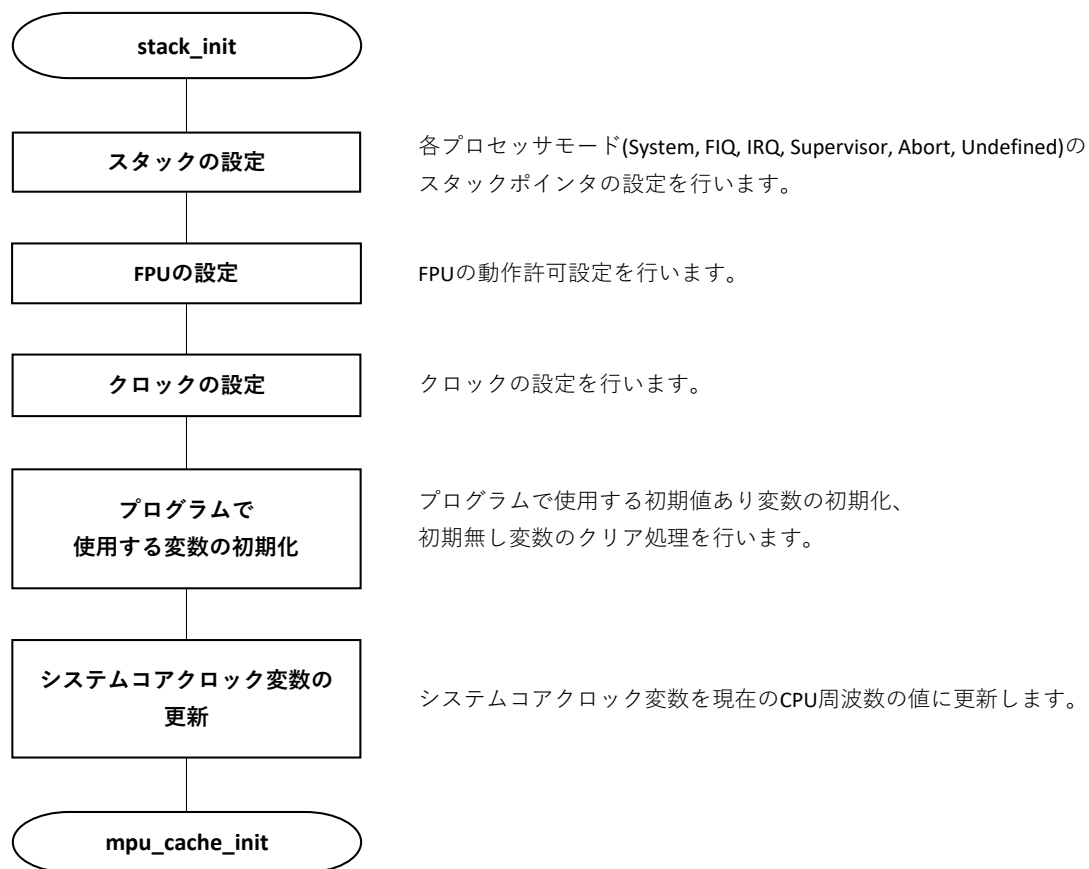 stack_init
スタックの設定
各プロセッサモード(System, FIQ, IRQ, Supervisor, Abort, Undefined)の
スタックポインタの設定を行います。
FPUの設定
FPUの動作許可設定を行います。
クロックの設定
クロックの設定を行います。
プログラムで
使用する変数の初期化
プログラムで使用する初期値あり変数の初期化、
初期無し変数のクリア処理を行います。
システムコアクロック変数の
更新
システムコアクロック変数を現在のCPU周波数の値に更新します。
mpu_cache_init